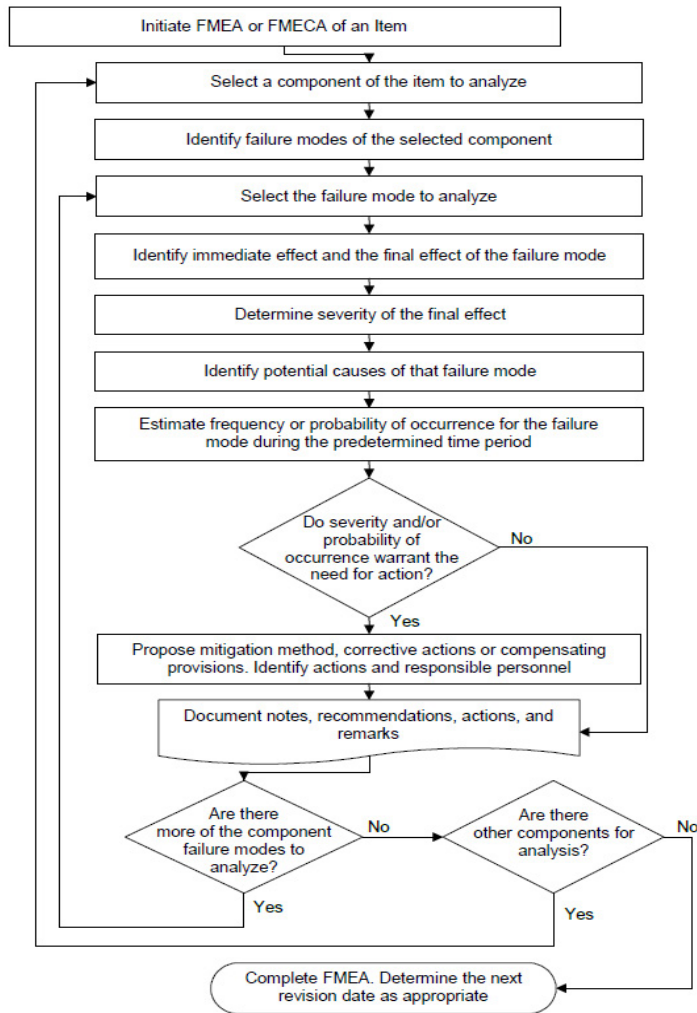 Initiate FMEA or FMECA of an Item
Select a component of the item to analyze
Identify failure modes of the selected component
Select the failure mode to analyze
Identify immediate effect and the final effect of the failure mode
Determine severity of the final effect
Identify potential causes of that failure mode
Estimate frequency or probability of occurrence for the failure
mode during the predetermined time period
Do severity and/or
probability of
occurrence warrant the
need for action?
No
Yes
Propose mitigation method, corrective actions or compensating
provisions. Identify actions and responsible personnel
Document notes, recommendations, actions, and
remarks
Are there
more of the component
failure modes to
analyze?
No
Yes
Are there
other components for
analysis?
No
Yes
Complete FMEA. Determine the next
revision date as appropriate